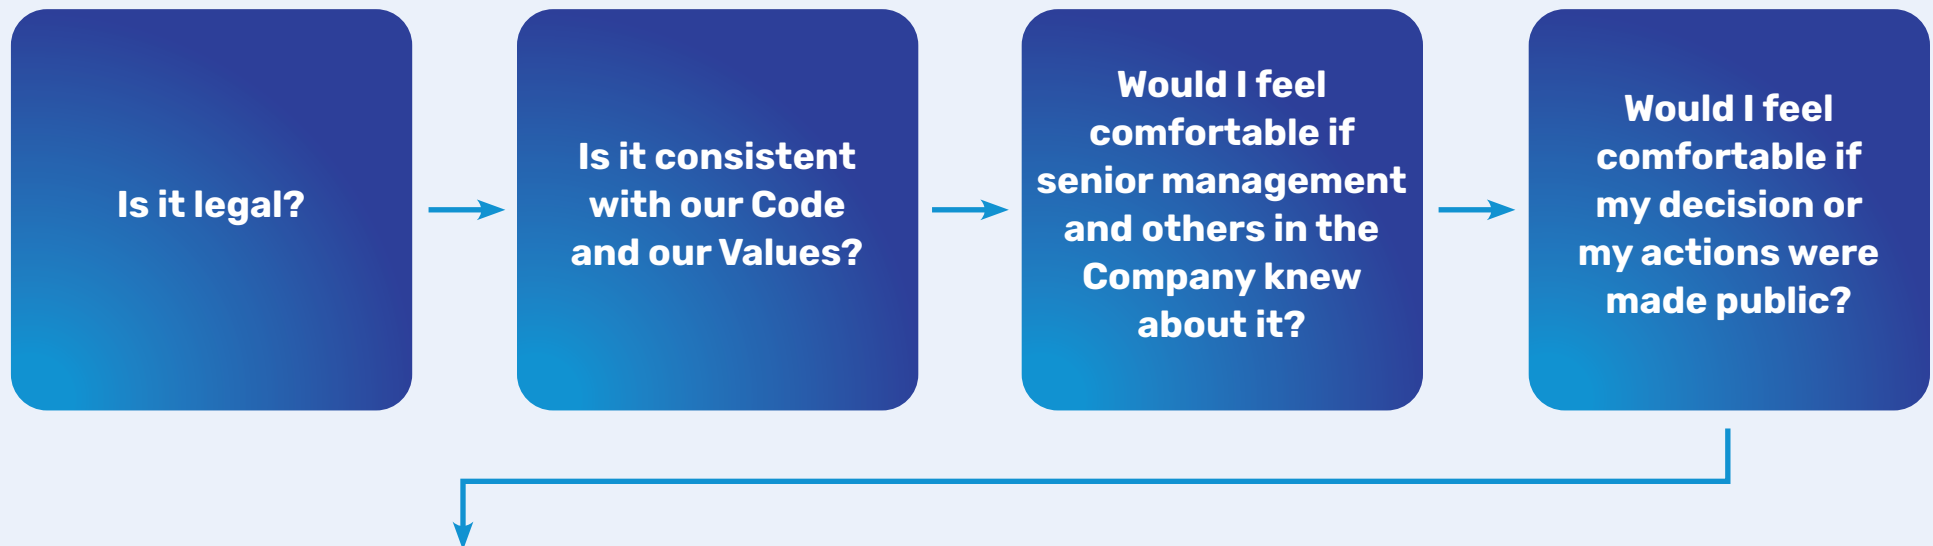 Is it legal?
Is it consistent
with our Code
and our Values?
Would I feel
comfortable if
senior management
and others in the
Company knew
about it?
Would I feel
comfortable if
my decision or
my actions were
made public?